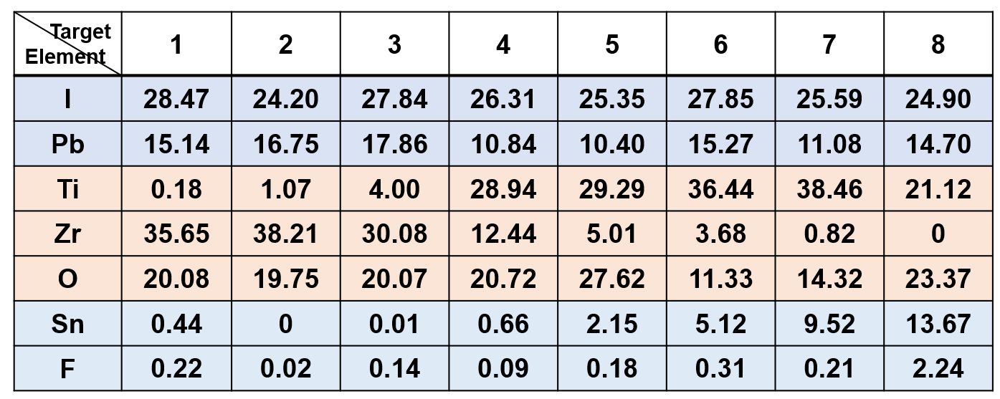 Target
Element 1 2 3 4 5 6 7 8
I 28.47 24.20 27.84 26.31 25.35 27.85 25.59 24.90
Pb 15.14 16.75 17.86 10.84 10.40 15.27 11.08 14.70
Ti 0.18 1.07 4.00 28.94 29.29 36.44 38.46 21.12
Zr 35.65 38.21 30.08 12.44 5.01 3.68 0.82 0
O 20.08 19.75 20.07 20.72 27.62 11.33 14.32 23.37
Sn 0.44 0 0.01 0.66 2.15 5.12 9.52 13.67
F 0.22 0.02 0.14 0.09 0.18 0.31 0.21 2.24